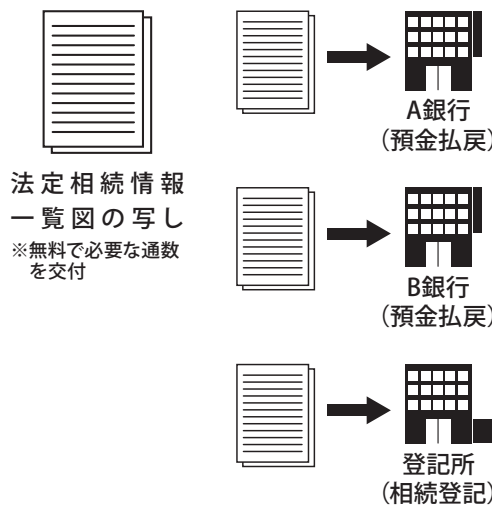 法定相続情報
一覧図の写し
※無料で必要な通数
を交付
A銀行
（預金払戻）
B銀行
（預金払戻）
登記所
（相続登記）